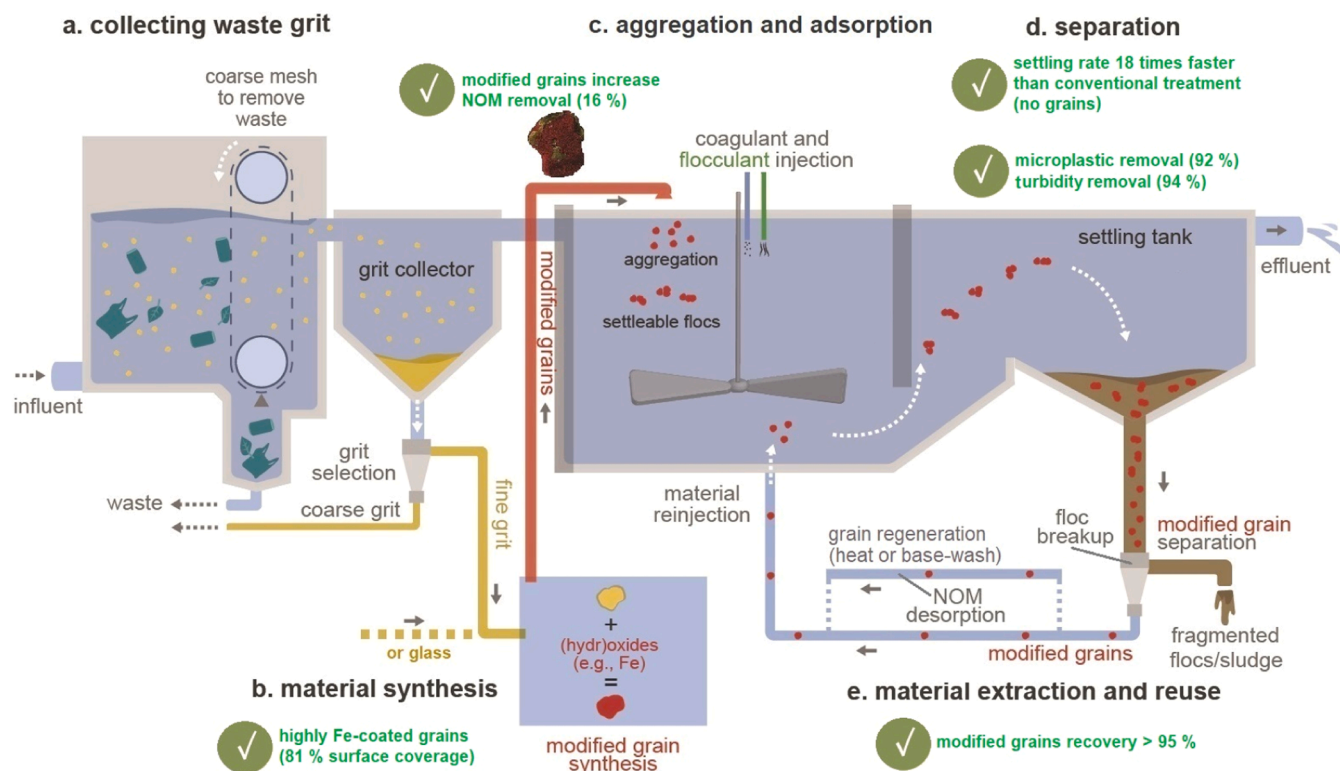 a. collecting waste grit
coarse mesh
to remove
waste
influent
waste
grit collector
grit
selection
coarse grit
fine grit
or glass
b. material synthesis
highly Fe-coated grains
(81 % surface coverage)
+
(hydr)oxides
(e.g., Fe)
=
modified grain
synthesis
modified grains
c. aggregation and adsorption
modified grains increase
NOM removal (16 %)
coagulant and
flocculant injection
aggregation
settleable flocs
material
reinjection
d. separation
settling rate 18 times faster
than conventional treatment
(no grains)
microplastic removal (92 %)
turbidity removal (94 %)
settling tank
effluent
floc
breakup
modified grain
separation
fragmented
flocs/sludge
grain regeneration
(heat or base-wash)
NOM
desorption
modified grains
e. material extraction and reuse
modified grains recovery > 95 %